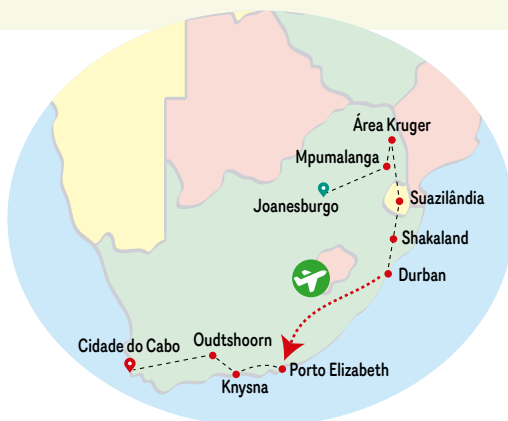 Área Kruger
Mpumalanga
Joanesburgo
Suazilândia
Shakaland
Durban
Cidade do Cabo
Oudtshoorn
Porto Elizabeth
Knysna